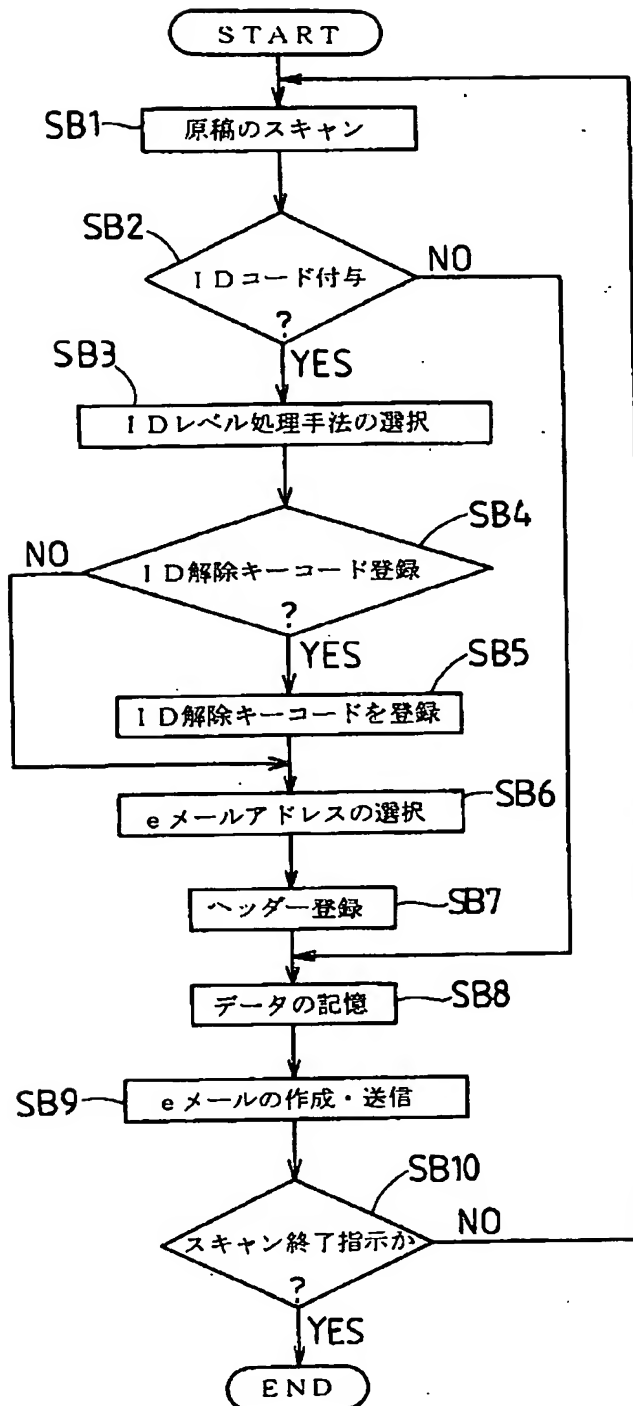 START
SB1
原稿のスキャン
SB2
IDコード付与
?
NO
YES
SB3
IDレベル処理手法の選択
SB4
ID解除キーコード登録
?
NO
YES
SB5
ID解除キーコードを登録
SB6
eメールアドレスの選択
ヘッダー登録
SB7
データの記憶
SB8
SB9
eメールの作成・送信
SB10
スキャン終了指示か
?
NO
YES
END